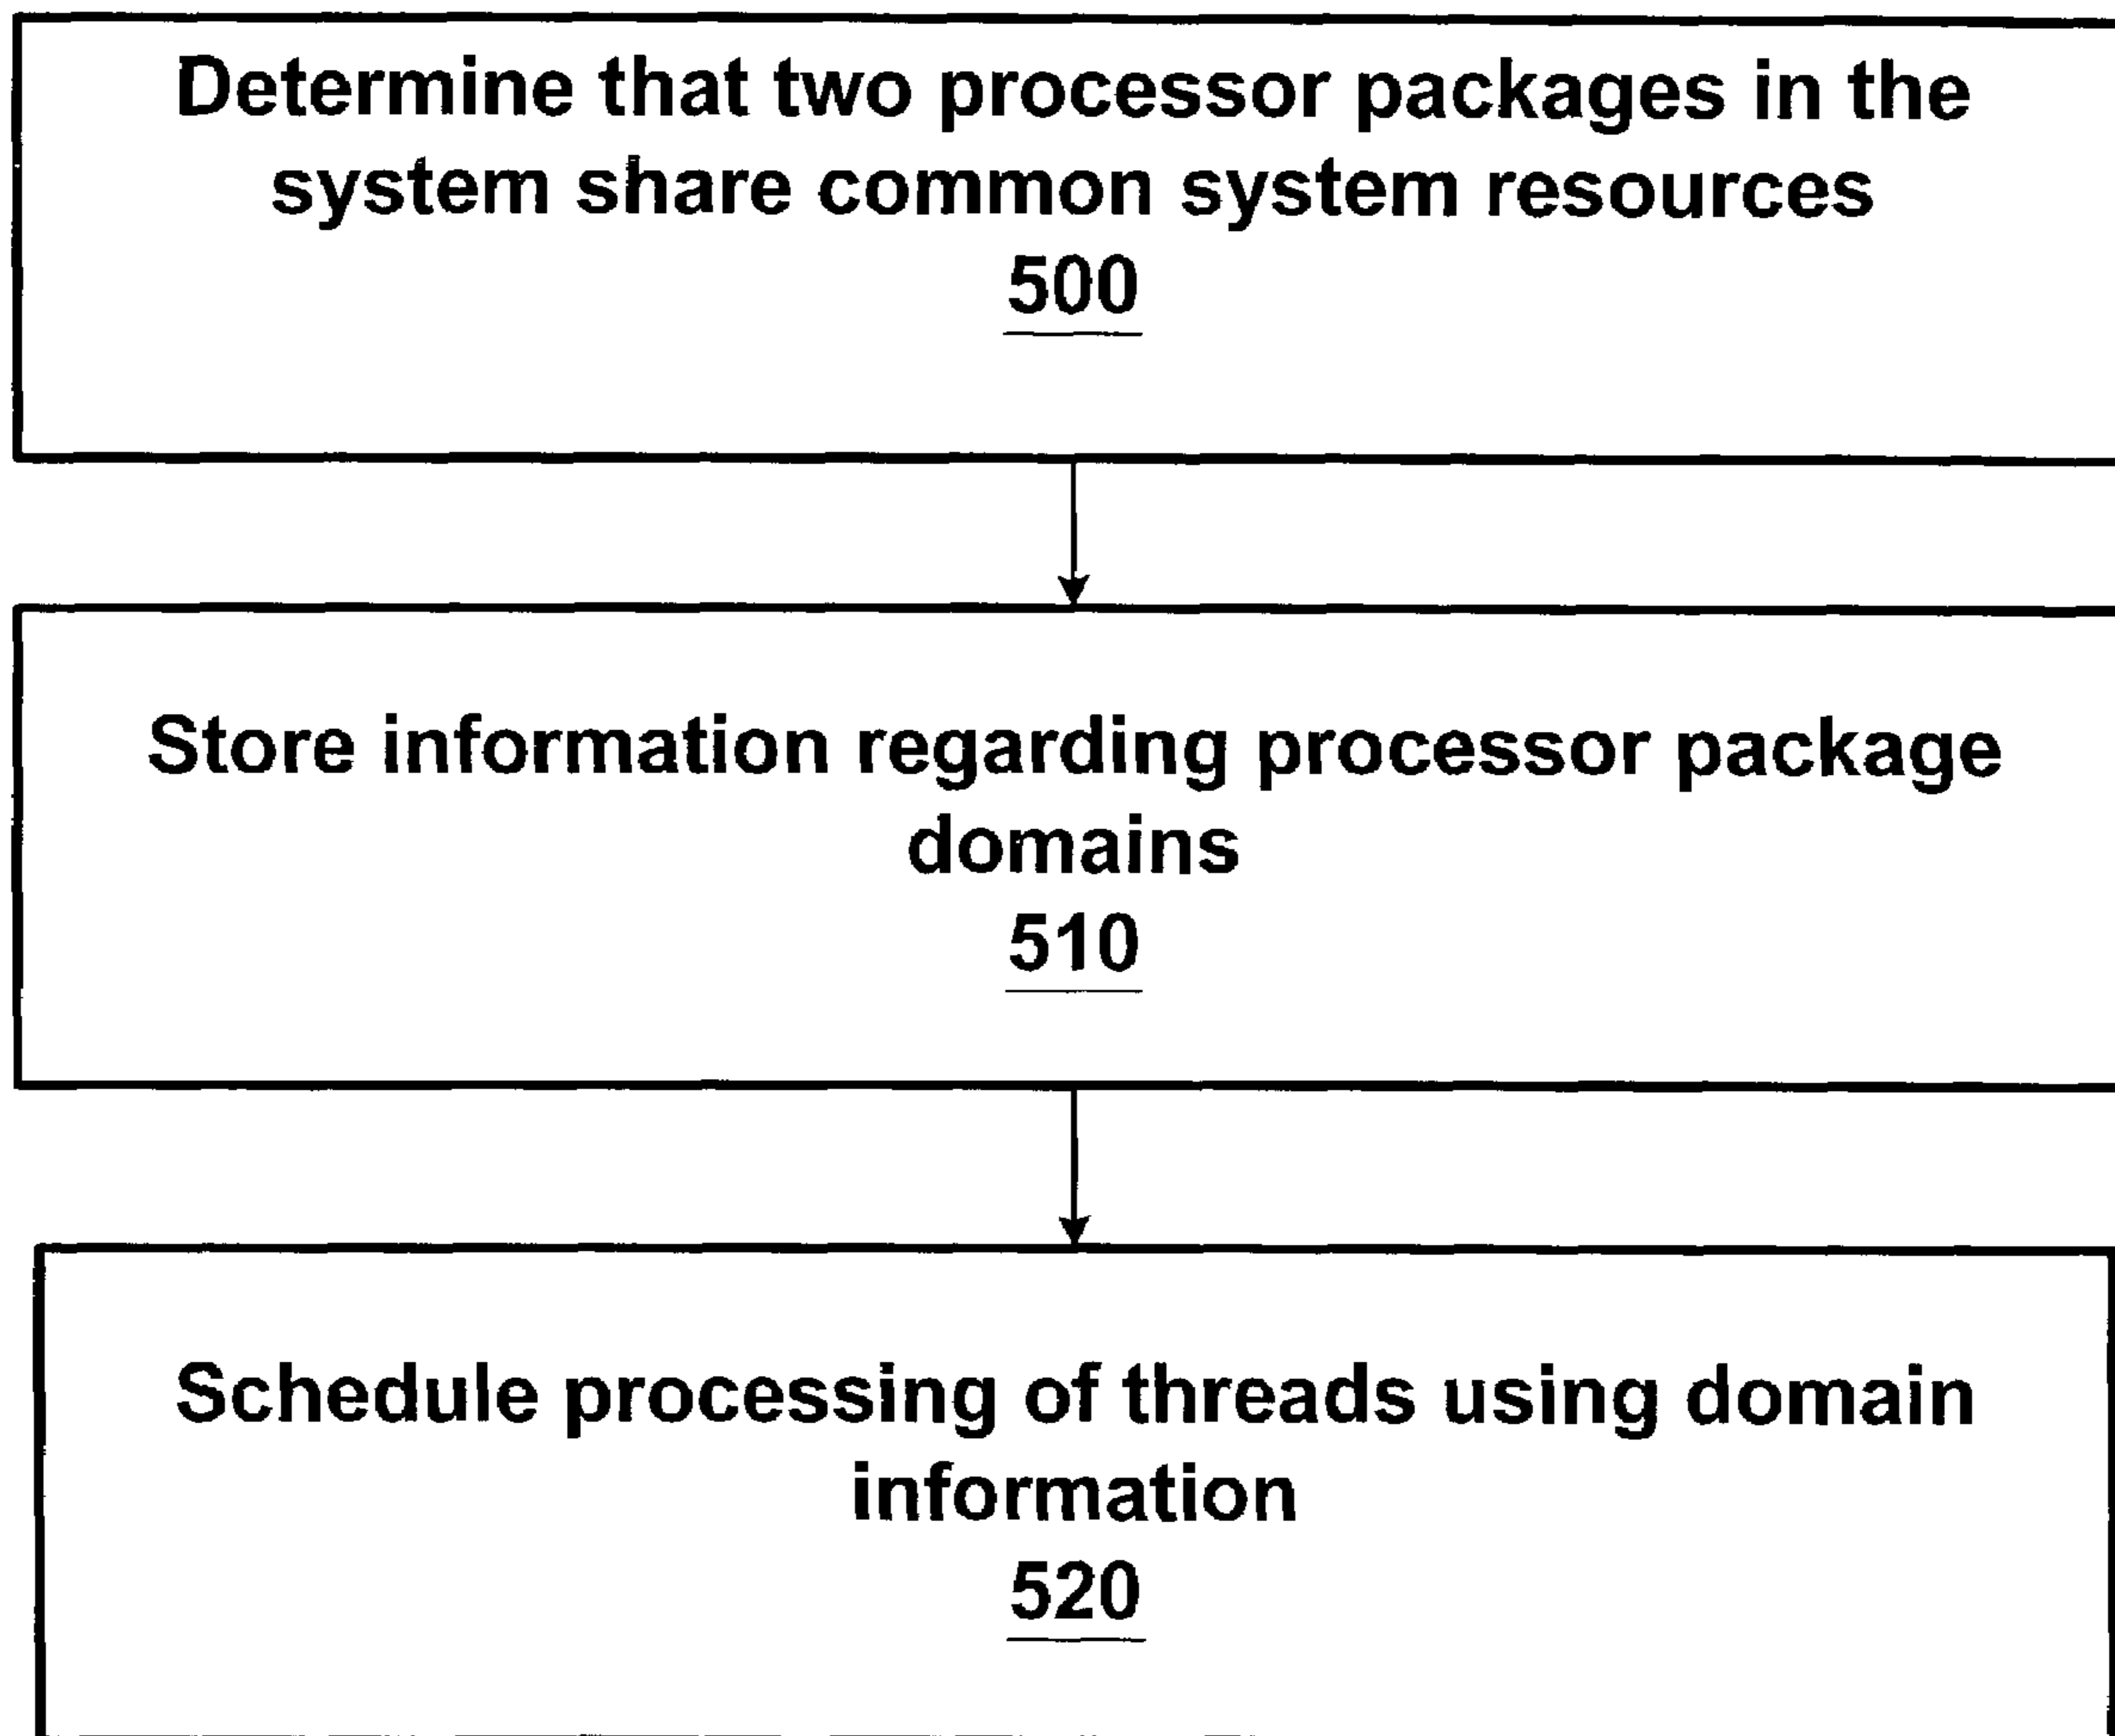 Determine that two processor packages in the
system share common system resources
500
Store information regarding processor package
domains
510
Schedule processing of threads using domain
information
520